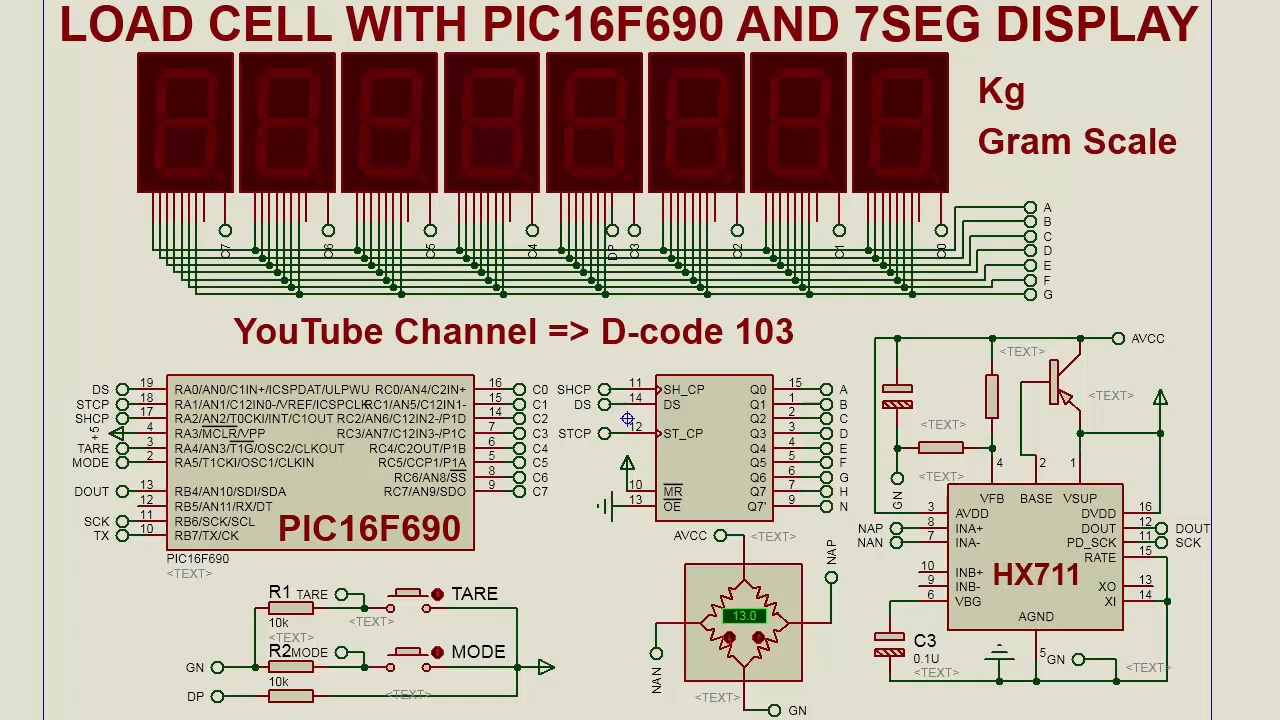 LOAD CELL WITH PIC16F690 AND 7SEG DISPLAY
Kg
Gram Scale
C7 C6 C5 C4 DP C3 C2 C1 C0
A
B
C
D
E
F
G
YouTube Channel => D-code 103
DS 19 RA0/AN0/C1IN+/ICSPDAT/ULPWU RC0/AN4/C2IN+ 16 C0
STCP 18 RA1/AN1/C12IN0-/VREF/ICSPCLK RC1/AN5/C12IN1- 15 C1
SHCP 17 RA2/AN2/T0CKI/INT/C1OUT RC2/AN6/C12IN2-/P1D 14 C2
+5 4 RA3/MCLR/VPP RC3/AN7/C12IN3-/P1C 7 C3
TARE 3 RA4/AN3/T1G/OSC2/CLKOUT RC4/C2OUT/P1B 6 C4
MODE 2 RA5/T1CKI/OSC1/CLKIN RC5/CCP1/P1A 5 C5
RC6/AN8/SS 8 C6
DOUT 13 RB4/AN10/SDI/SDA RC7/AN9/SDO 9 C7
12 RB5/AN11/RX/DT
SCK 11 RB6/SCK/SCL
TX 10 RB7/TX/CK
PIC16F690
PIC16F690
<TEXT>
SHCP 11 SH_CP Q0 15 A
DS 14 DS Q1 1 B
Q2 2 C
STCP 12 ST_CP Q3 3 D
Q4 4 E
Q5 5 F
Q6 6 G
10 MR Q7 7 H
13 OE Q7' 9 N
AVCC
<TEXT>
<TEXT>
<TEXT>
GN
4 2 1
VFB BASE VSUP
3 AVDD DVDD 16
NAP 8 INA+ DOUT 12 DOUT
NAN 7 INA- PD_SCK 11 SCK
RATE 15
10 INB+
9 INB- XO 13
6 VBG XI 14
HX711
AGND
5
GN
<TEXT>
C3
0.1U
<TEXT>
R1 TARE TARE
10k
<TEXT>
<TEXT>
R2 MODE MODE
GN
10k
DP
<TEXT>
AVCC <TEXT>
NAP
13.0
NAN
<TEXT>
GN